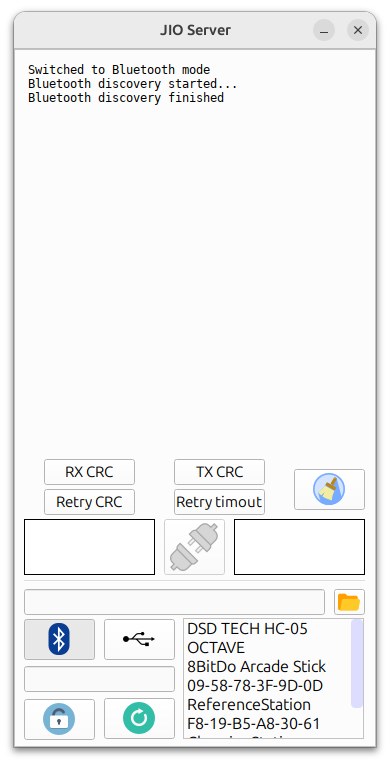 JIO Server
Switched to Bluetooth mode
Bluetooth discovery started...
Bluetooth discovery finished
RX CRC
TX CRC
Retry CRC
Retry timout
DSD TECH HC-05
OCTAVE
8BitDo Arcade Stick
09-58-78-3F-9D-0D
ReferenceStation
F8-19-B5-A8-30-61